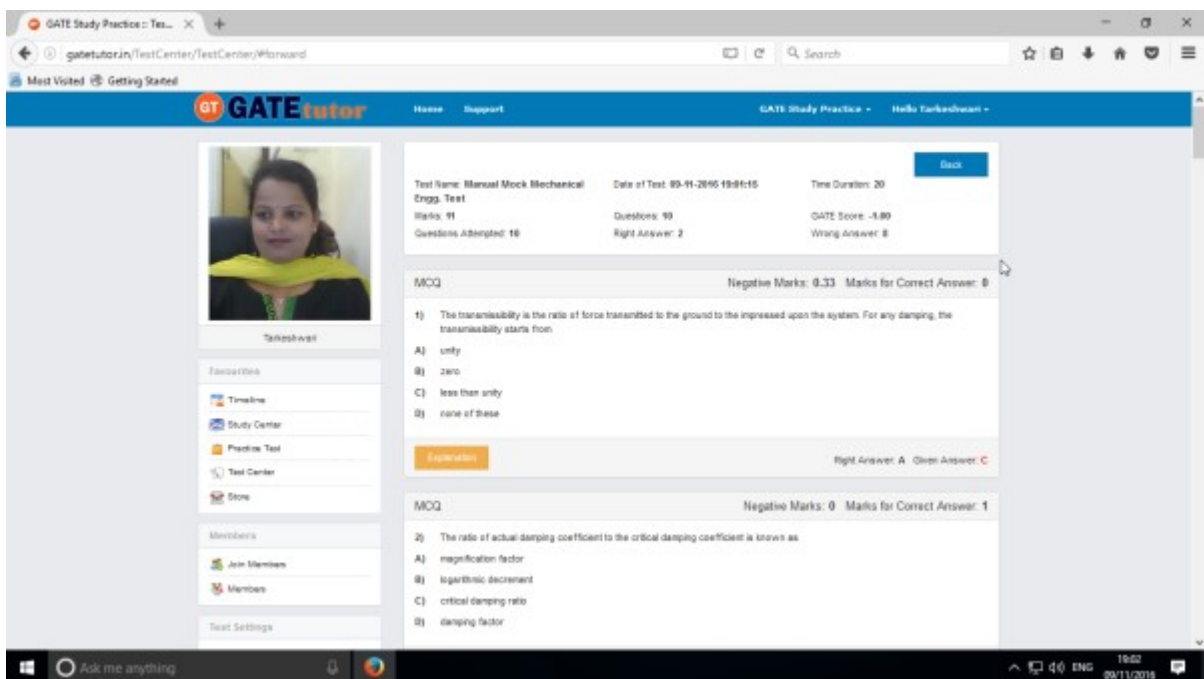 GATE Study Practice :: Tes...
gatetutor.in/TestCenter/TestCenter/#forward
Search
Most Visited Getting Started
GT GATEtutor
Home Support GATE Study Practice Hello Tarkeshwari
Back
Test Name: Manual Mock Mechanical Engg. Test
Date of Test: 09-11-2016 19:01:15
Time Duration: 20
Marks: 11
Questions: 10
GATE Score: -1.00
Questions Attempted: 10
Right Answer: 2
Wrong Answer: 8
MCQ Negative Marks: 0.33 Marks for Correct Answer: 0
1) The transmissibility is the ratio of force transmitted to the ground to the impressed upon the system. For any damping, the
transmissibility starts from
A) unity
B) zero
C) less than unity
D) none of these
Explanation
Right Answer: A Given Answer: C
MCQ Negative Marks: 0 Marks for Correct Answer: 1
2) The ratio of actual damping coefficient to the critical damping coefficient is known as
A) magnification factor
B) logarithmic decrement
C) critical damping ratio
D) damping factor
Tarkeshwari
Favourites
Timeline
Study Center
Practice Test
Test Center
Store
Members
Join Members
Members
Test Settings
Ask me anything
ENG
19:02
09/11/2016